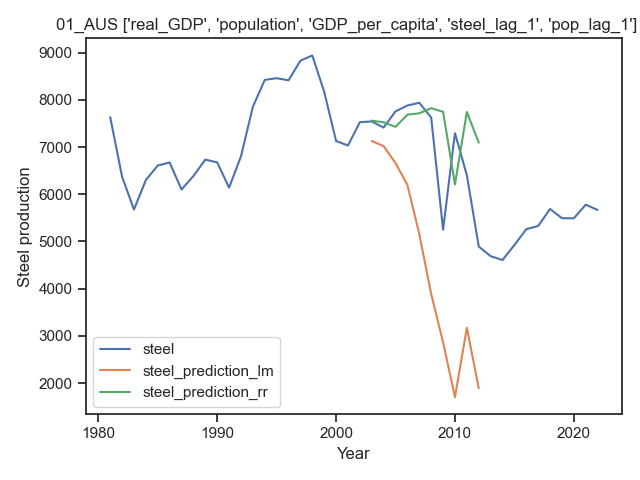 01_AUS ['real_GDP', 'population', 'GDP_per_capita', 'steel_lag_1', 'pop_lag_1']
9000
8000
7000
6000
5000
4000
3000
2000
Steel production
steel
steel_prediction_lm
steel_prediction_rr
1980
1990
2000
2010
2020
Year